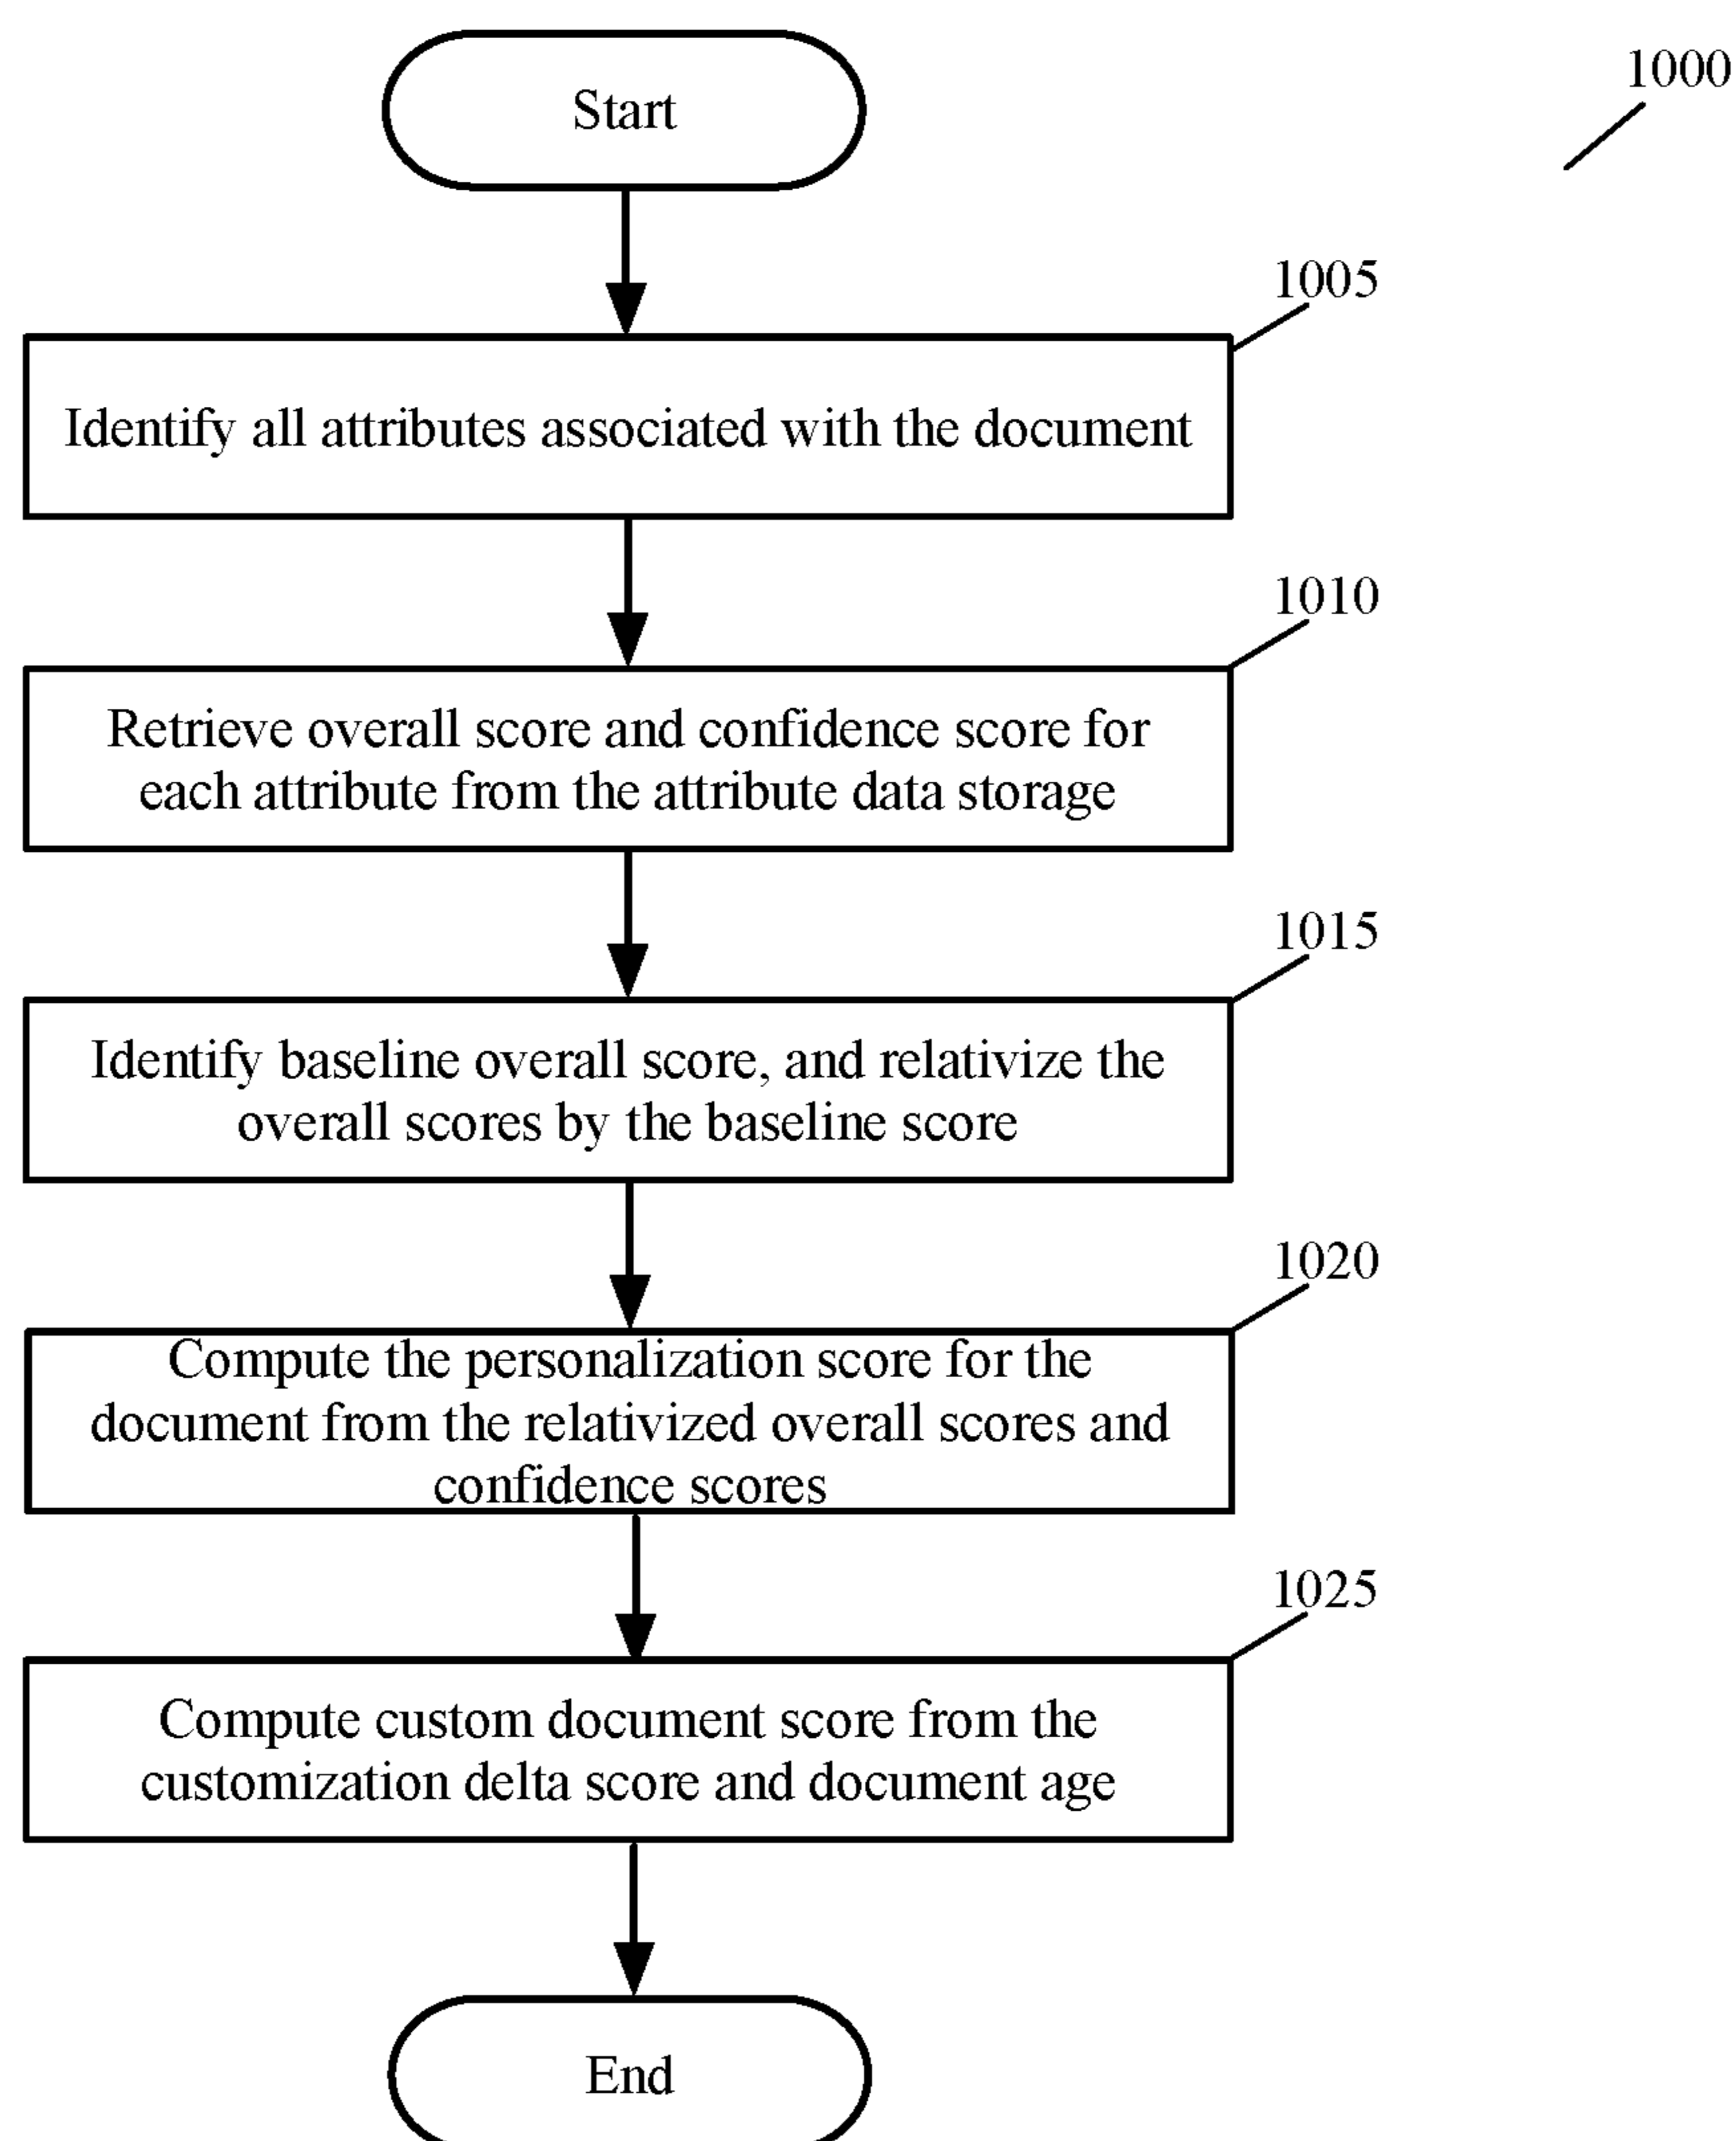 Start
1000
1005
Identify all attributes associated with the document
1010
Retrieve overall score and confidence score for
each attribute from the attribute data storage
1015
Identify baseline overall score, and relativize the
overall scores by the baseline score
1020
Compute the personalization score for the
document from the relativized overall scores and
confidence scores
1025
Compute custom document score from the
customization delta score and document age
End